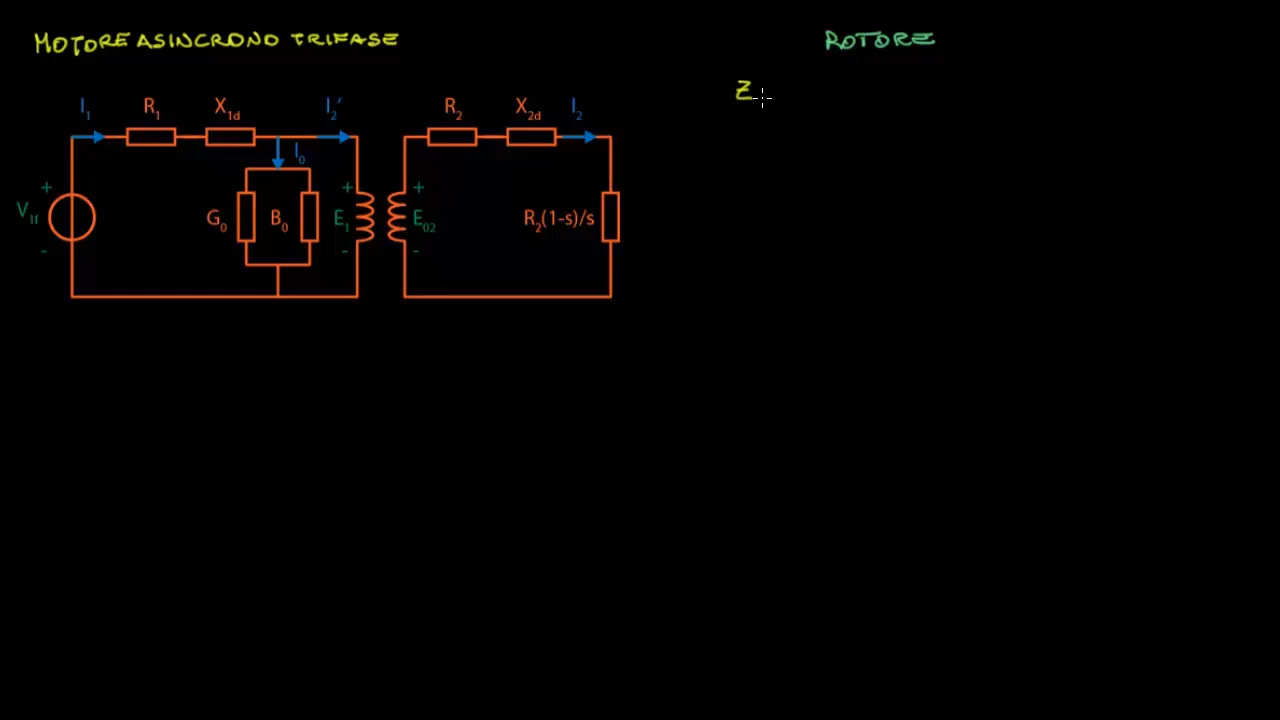 MOTORE ASINCRONO TRIFASE
ROTORE
Z
I1 R1 X1d I2' R2 X2d I2
I0
+ + +
V1f G0 B0 E1 E02 R2(1-s)/s
- - -